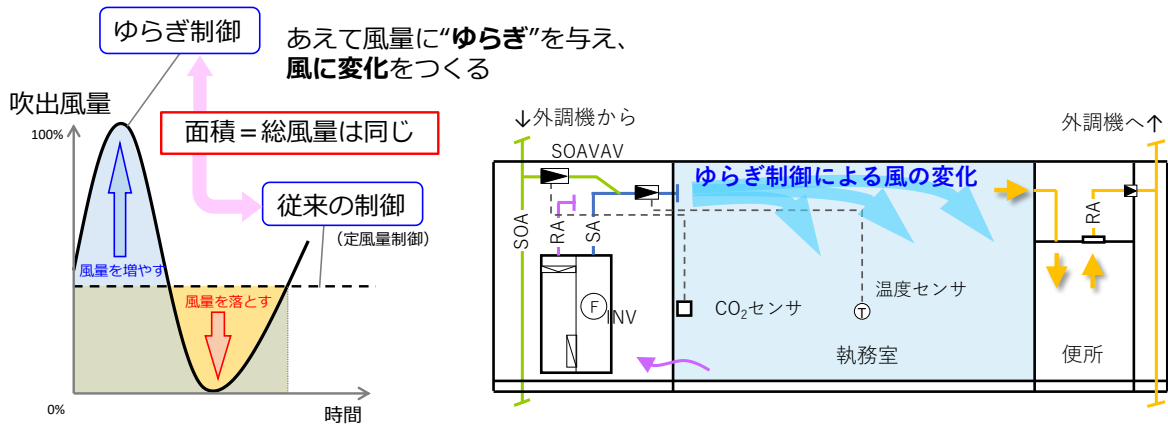 ゆらぎ制御
あえて風量に“ゆらぎ”を与え、
風に変化をつくる
吹出風量
100%
面積＝総風量は同じ
従来の制御
（定風量制御）
風量を増やす
風量を落とす
0%
時間
↓外調機から
外調機へ↑
SOAVAV
ゆらぎ制御による風の変化
SOA
RA
SA
RA
F
INV
CO₂センサ
温度センサ
T
執務室
便所